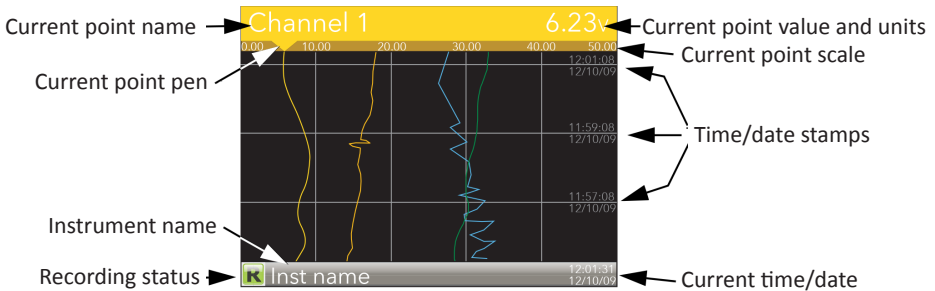 Current point name
Channel 1
6.23v
Current point value and units
0.00 10.00 20.00 30.00 40.00 50.00
Current point scale
Current point pen
12:01:08
12/10/09
11:59:08
12/10/09
Time/date stamps
11:57:08
12/10/09
Instrument name
Recording status
R
Inst name
12:01:31
12/10/09
Current time/date